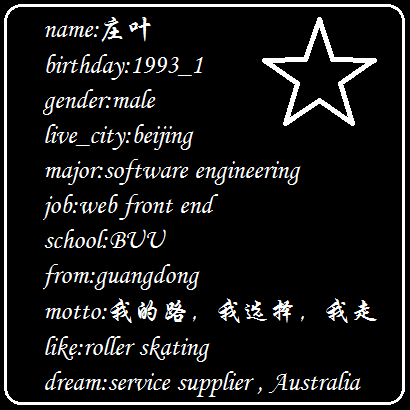 name:庄叶
birthday:1993_1
gender:male
live_city:beijing
major:software engineering
job:web front end
school:BUU
from:guangdong
motto:我的路，我选择，我走
like:roller skating
dream:service supplier , Australia